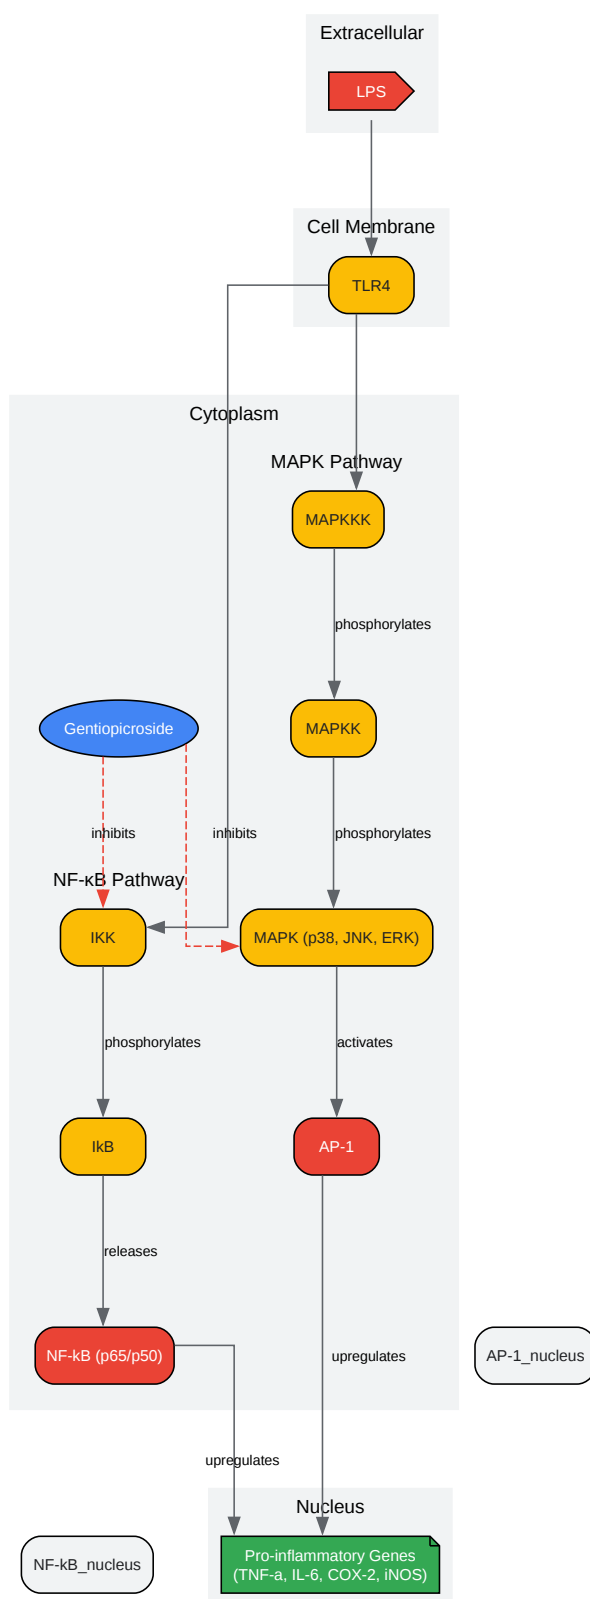 Extracellular
LPS
Cell Membrane
TLR4
Cytoplasm
MAPK Pathway
MAPKKK
phosphorylates
Gentiopicroside
MAPKK
inhibits
inhibits
phosphorylates
NF-κB Pathway
IKK
MAPK (p38, JNK, ERK)
phosphorylates
activates
IkB
AP-1
releases
NF-kB (p65/p50)
upregulates
AP-1_nucleus
upregulates
Nucleus
NF-kB_nucleus
Pro-inflammatory Genes
(TNF-a, IL-6, COX-2, iNOS)